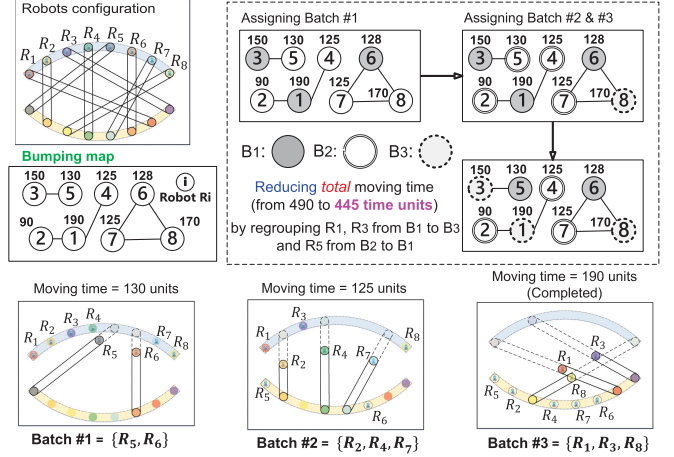 Robots configuration
R1 R2 R3 R4 R5 R6 R7 R8
Bumping map
150 130 125 128
3 5 4 6
i
Robot Ri
90 190 125 170
2 1 7 8
Assigning Batch #1
150 130 125 128
3 5 4 6
90 190 125 170
2 1 7 8
Assigning Batch #2 & #3
150 130 125 128
3 5 4 6
90 190 125 170
2 1 7 8
B1: B2: B3:
Reducing total moving time
(from 490 to 445 time units)
by regrouping R1, R3 from B1 to B3
and R5 from B2 to B1
150 130 125 128
3 5 4 6
90 190 125 170
2 1 7 8
Moving time = 130 units
R1 R2 R3 R4 R7 R8
R5 R6
Batch #1 = {R5, R6}
Moving time = 125 units
R1 R3 R8
R2 R4 R7
R5 R6
Batch #2 = {R2, R4, R7}
Moving time = 190 units
(Completed)
R3
R1
R8
R5 R2 R4 R7 R6
Batch #3 = {R1, R3, R8}